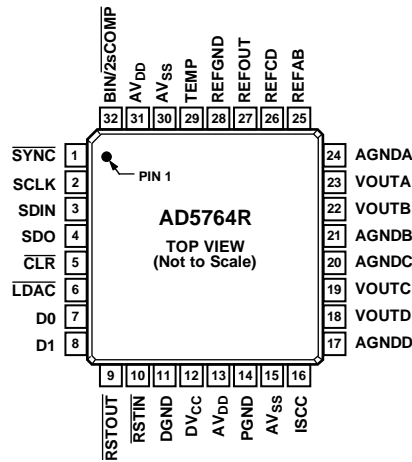 BIN/2sCOMP
AVDD
AVSS
TEMP
REFGND
REFOUT
REFCD
REFAB
32 31 30 29 28 27 26 25
SYNC 1
SCLK 2
SDIN 3
SDO 4
CLR 5
LDAC 6
D0 7
D1 8
PIN 1
AD5764R
TOP VIEW
(Not to Scale)
24 AGNDA
23 VOUTA
22 VOUTB
21 AGNDB
20 AGNDC
19 VOUTC
18 VOUTD
17 AGNDD
9 10 11 12 13 14 15 16
RSTOUT
RSTIN
DGND
DVCC
AVDD
PGND
AVSS
ISCC